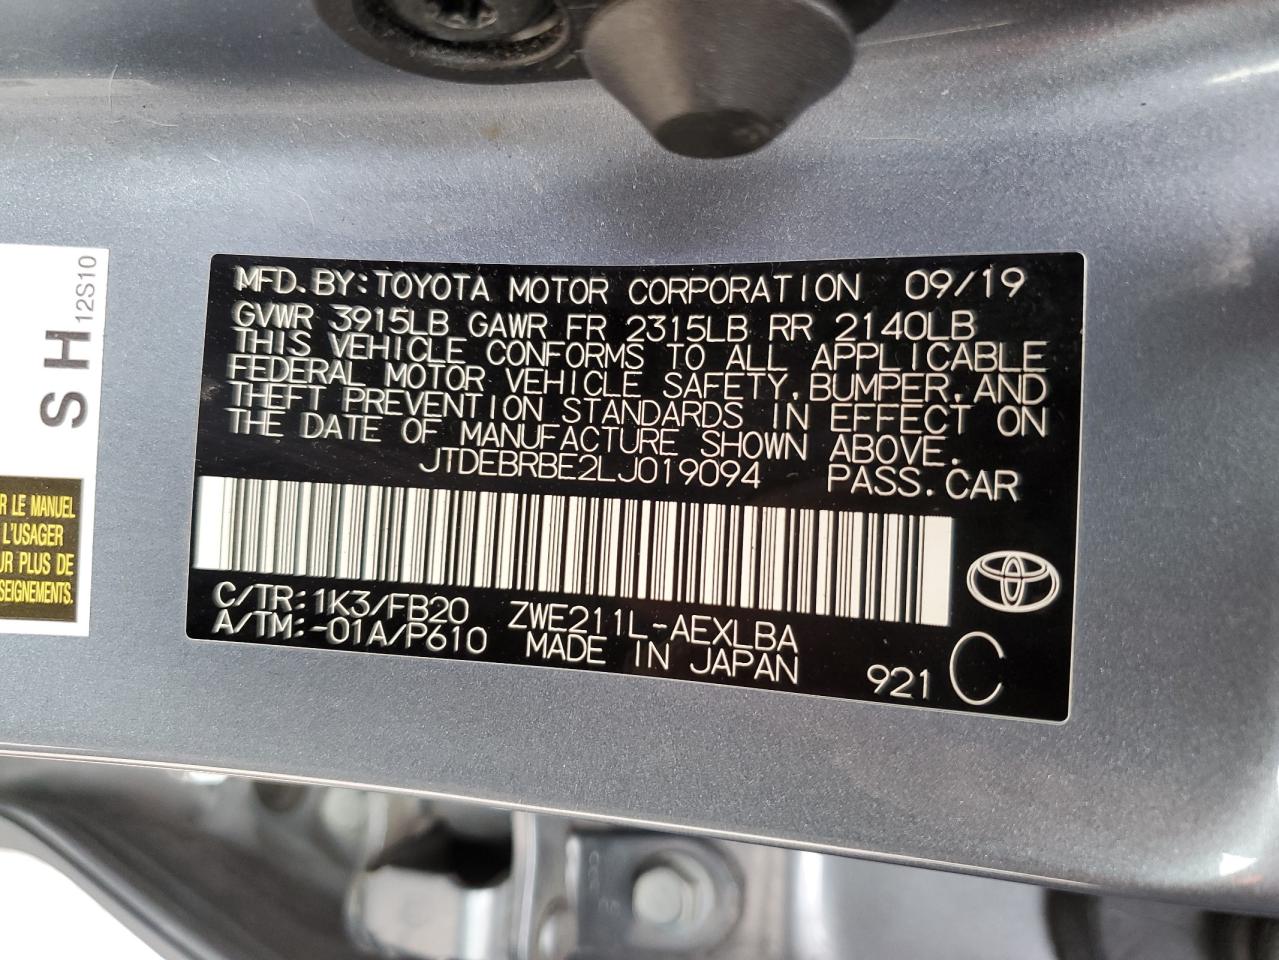 MFD. BY: TOYOTA MOTOR CORPORATION 09/19
GVWR 3915LB GAWR FR 2315LB RR 2140LB
THIS VEHICLE CONFORMS TO ALL APPLICABLE
FEDERAL MOTOR VEHICLE SAFETY, BUMPER, AND
THEFT PREVENTION STANDARDS IN EFFECT ON
THE DATE OF MANUFACTURE SHOWN ABOVE.
JTDEBRBE2LJ019094 PASS. CAR
C/TR: 1K3/FB20 ZWE211L-AEXLBA
A/TM: -01A/P610 MADE IN JAPAN 921 C
S H 12S10
R LE MANUEL
L'USAGER
UR PLUS DE
SEIGNEMENTS.